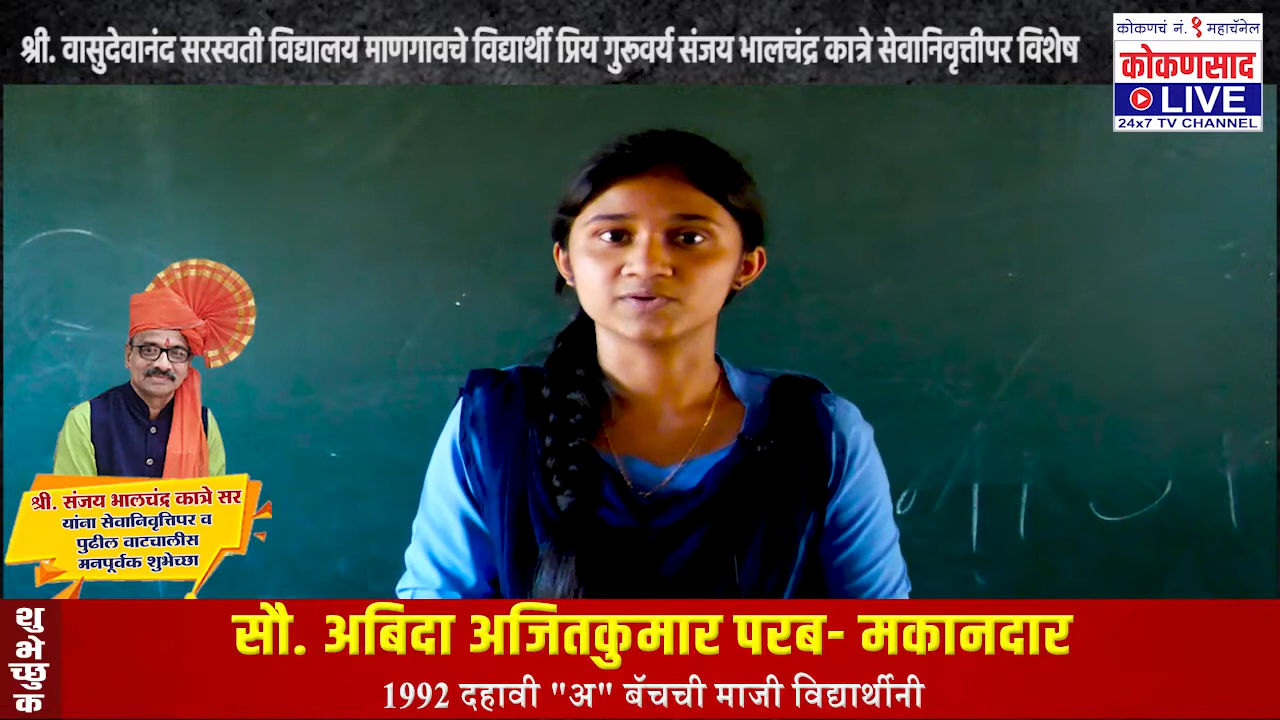 श्री. वासुदेवानंद सरस्वती विद्यालय माणगावचे विद्यार्थी प्रिय गुरूवर्य संजय भालचंद्र कात्रे सेवानिवृत्तीपर विशेष
कोकणचं नं. १ महाचॅनेल
कोकणसाद
LIVE
24x7 TV CHANNEL
श्री. संजय भालचंद्र कात्रे सर
यांना सेवानिवृत्तिपर व
पुढील वाटचालीस
मनपूर्वक शुभेच्छा
शुभेच्छुक
सौ. अबिदा अजितकुमार परब- मकानदार
1992 दहावी "अ" बॅचची माजी विद्यार्थीनी